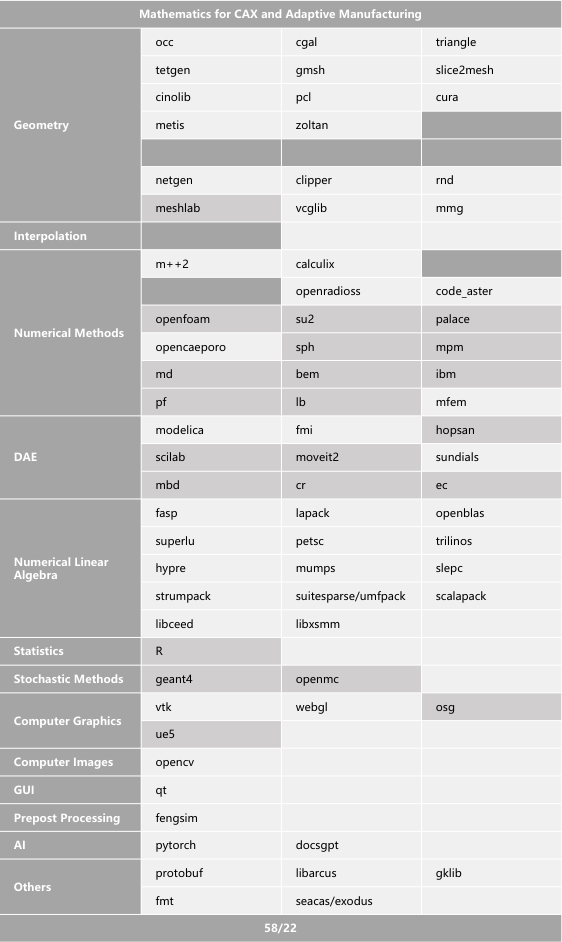 Mathematics for CAX and Adaptive Manufacturing
Geometry
occ cgal triangle
tetgen gmsh slice2mesh
cinolib pcl cura
metis zoltan
netgen clipper rnd
meshlab vcglib mmg
Interpolation
Numerical Methods
m++2 calculix
openradioss code_aster
openfoam su2 palace
opencaeporo sph mpm
md bem ibm
pf lb mfem
DAE
modelica fmi hopsan
scilab moveit2 sundials
mbd cr ec
Numerical Linear
Algebra
fasp lapack openblas
superlu petsc trilinos
hypre mumps slepc
strumpack suitesparse/umfpack scalapack
libceed libxsmm
Statistics R
Stochastic Methods geant4 openmc
Computer Graphics
vtk webgl osg
ue5
Computer Images opencv
GUI qt
Prepost Processing fengsim
AI pytorch docsgpt
Others
protobuf libarcus gklib
fmt seacas/exodus
58/22